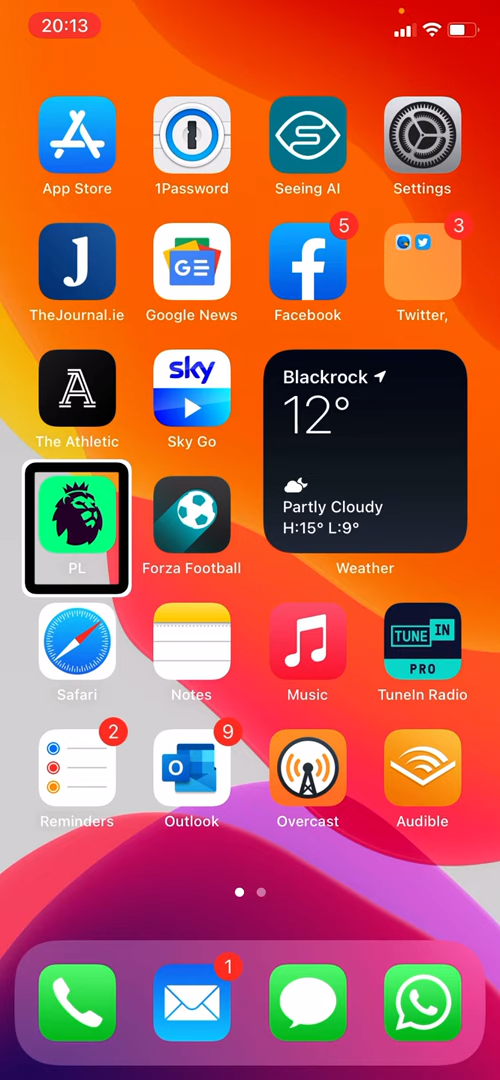 20:13
App Store
1Password
Seeing AI
Settings
J
GE
5
3
TheJournal.ie
Google News
Facebook
Twitter,
A
sky
The Athletic
Sky Go
Blackrock
12°
Partly Cloudy
H:15° L:9°
PL
Forza Football
Weather
TUNE IN
PRO
Safari
Notes
Music
TuneIn Radio
2
9
O
Reminders
Outlook
Overcast
Audible
1